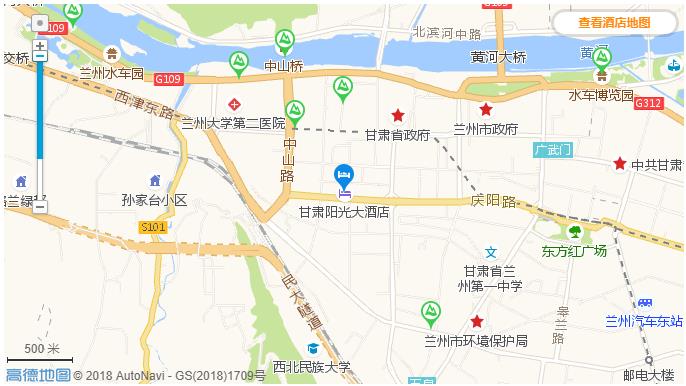 G109
北滨河中路
查看酒店地图
交桥
兰州水车园
中山桥
黄河大桥
黄河
G109
水车博览园
G312
西津东路
兰州大学第二医院
甘肃省政府
兰州市政府
中山路
广武门
中共甘肃
孙家台小区
甘肃阳光大酒店
庆阳路
S101
东方红广场
甘肃省兰
州第一中学
民大隧道
皋兰路
兰州汽车东站
兰州市环境保护局
500 米
西北民族大学
高德地图 © 2018 AutoNavi - GS(2018)1709号
邮电大楼